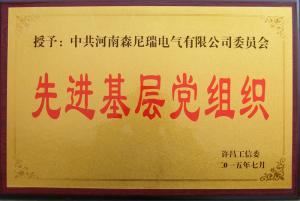 授予：中共河南森尼瑞电气有限公司委员会
先进基层党组织
许昌工信委
二〇一五年七月